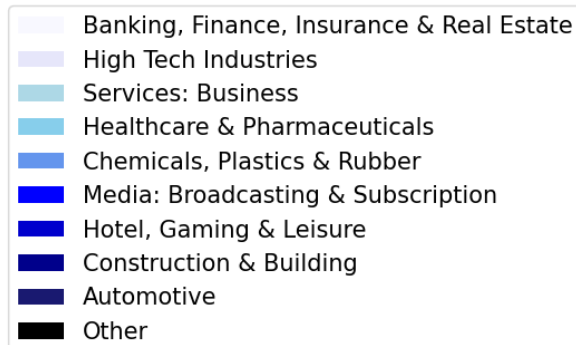 Banking, Finance, Insurance & Real Estate
High Tech Industries
Services: Business
Healthcare & Pharmaceuticals
Chemicals, Plastics & Rubber
Media: Broadcasting & Subscription
Hotel, Gaming & Leisure
Construction & Building
Automotive
Other